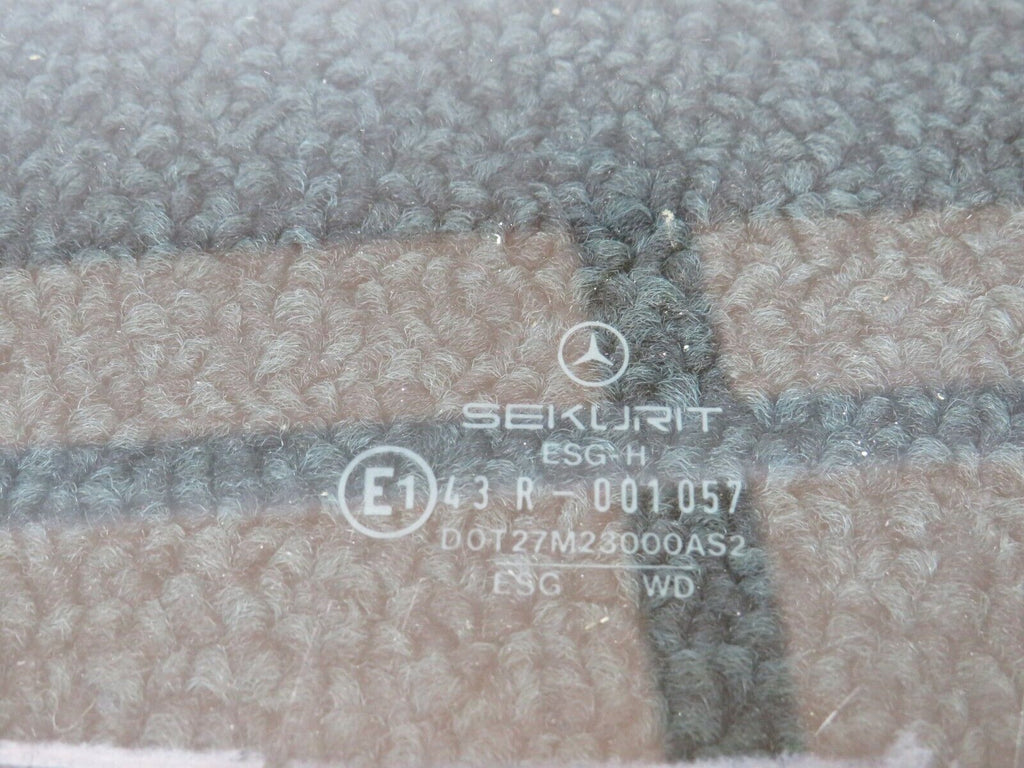 SEKURIT
ESG-H
E1 43 R - 001057
DOT27M23000AS2
ESG WD